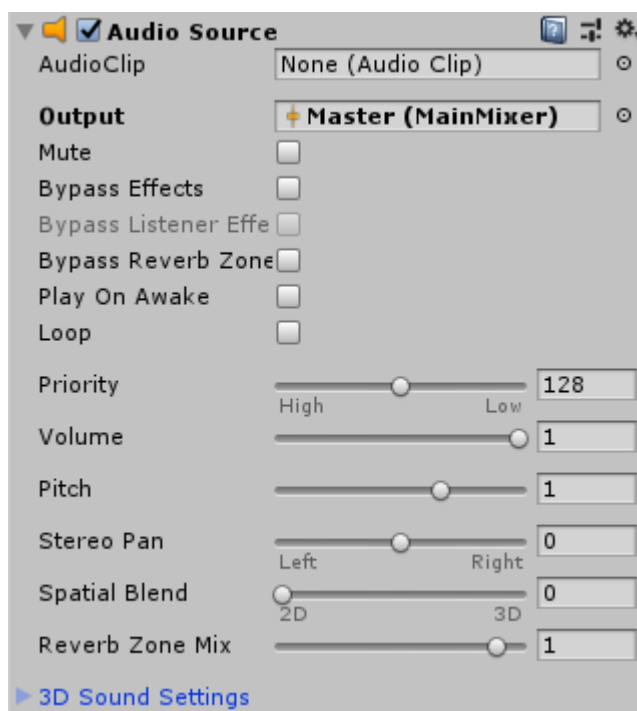 Audio Source
AudioClip None (Audio Clip)
Output Master (MainMixer)
Mute
Bypass Effects
Bypass Listener Effe
Bypass Reverb Zone
Play On Awake
Loop
Priority 128
High Low
Volume 1
Pitch 1
Stereo Pan 0
Left Right
Spatial Blend 0
2D 3D
Reverb Zone Mix 1
3D Sound Settings